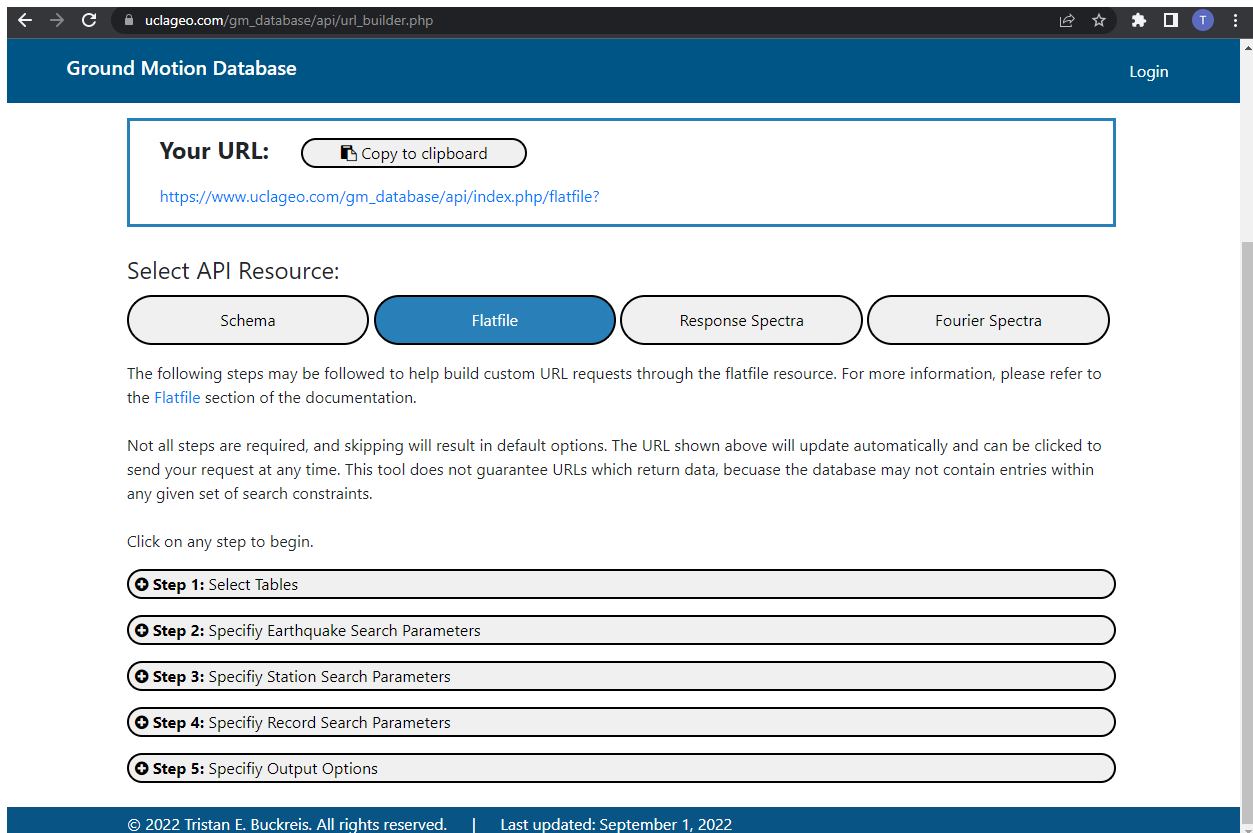 uclageo.com/gm_database/api/url_builder.php
T
Ground Motion Database
Login
Your URL:
Copy to clipboard
https://www.uclageo.com/gm_database/api/index.php/flatfile?
Select API Resource:
Schema
Flatfile
Response Spectra
Fourier Spectra
The following steps may be followed to help build custom URL requests through the flatfile resource. For more information, please refer to
the Flatfile section of the documentation.
Not all steps are required, and skipping will result in default options. The URL shown above will update automatically and can be clicked to
send your request at any time. This tool does not guarantee URLs which return data, becuase the database may not contain entries within
any given set of search constraints.
Click on any step to begin.
Step 1: Select Tables
Step 2: Specifiy Earthquake Search Parameters
Step 3: Specifiy Station Search Parameters
Step 4: Specifiy Record Search Parameters
Step 5: Specifiy Output Options
© 2022 Tristan E. Buckreis. All rights reserved. | Last updated: September 1, 2022